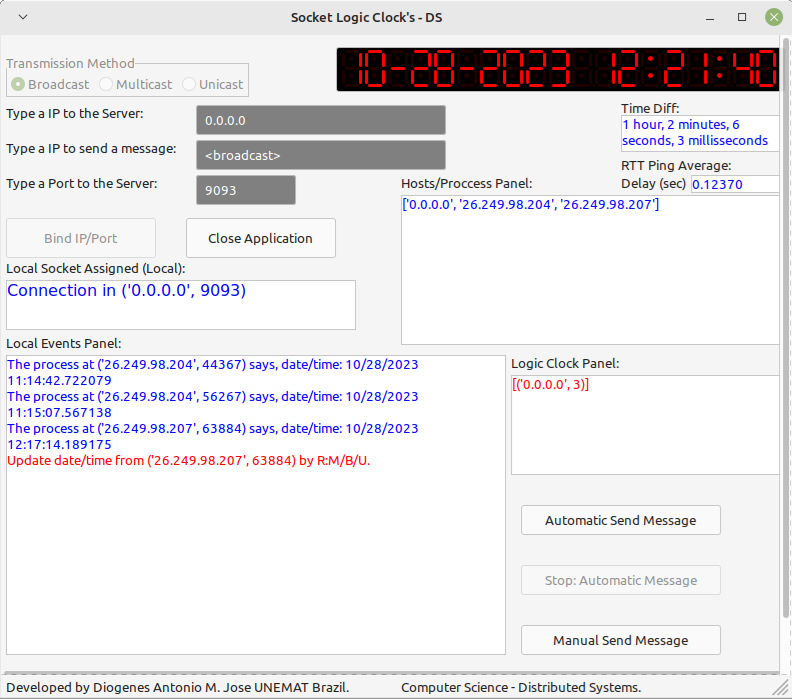 Socket Logic Clock's - DS
Transmission Method
Broadcast Multicast Unicast
10-20-2023 12:21:40
Type a IP to the Server:
0.0.0.0
Type a IP to send a message:
<broadcast>
Type a Port to the Server:
9093
Time Diff:
1 hour, 2 minutes, 6
seconds, 3 millisseconds
RTT Ping Average:
Delay (sec) 0.12370
Bind IP/Port
Close Application
Hosts/Proccess Panel:
['0.0.0.0', '26.249.98.204', '26.249.98.207']
Local Socket Assigned (Local):
Connection in ('0.0.0.0', 9093)
Local Events Panel:
The process at ('26.249.98.204', 44367) says, date/time: 10/28/2023
11:14:42.722079
The process at ('26.249.98.204', 56267) says, date/time: 10/28/2023
11:15:07.567138
The process at ('26.249.98.207', 63884) says, date/time: 10/28/2023
12:17:14.189175
Update date/time from ('26.249.98.207', 63884) by R:M/B/U.
Logic Clock Panel:
[('0.0.0.0', 3)]
Automatic Send Message
Stop: Automatic Message
Manual Send Message
Developed by Diogenes Antonio M. Jose UNEMAT Brazil.
Computer Science - Distributed Systems.